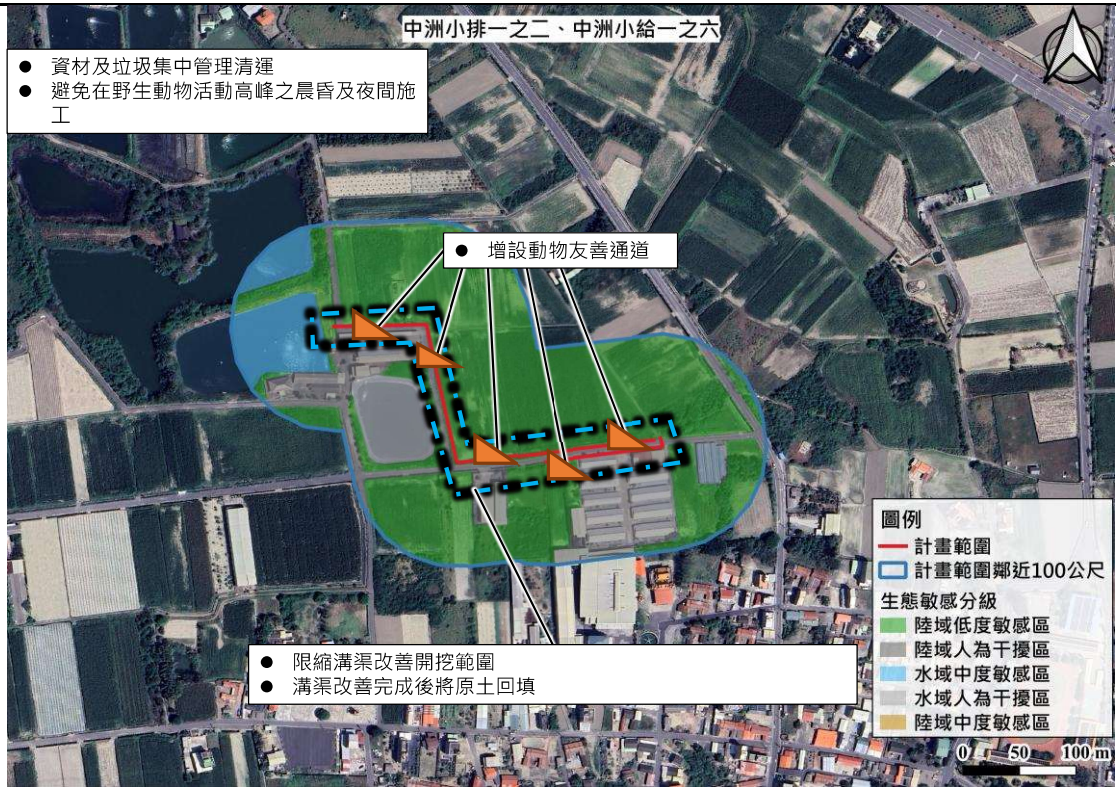 中洲小排一之二、中洲小給一之六
● 資材及垃圾集中管理清運
● 避免在野生動物活動高峰之晨昏及夜間施
工
● 增設動物友善通道
● 限縮溝渠改善開挖範圍
● 溝渠改善完成後將原土回填
圖例
計畫範圍
計畫範圍鄰近100公尺
生態敏感分級
陸域低度敏感區
陸域人為干擾區
水域中度敏感區
水域人為干擾區
陸域中度敏感區
0 50 100 m